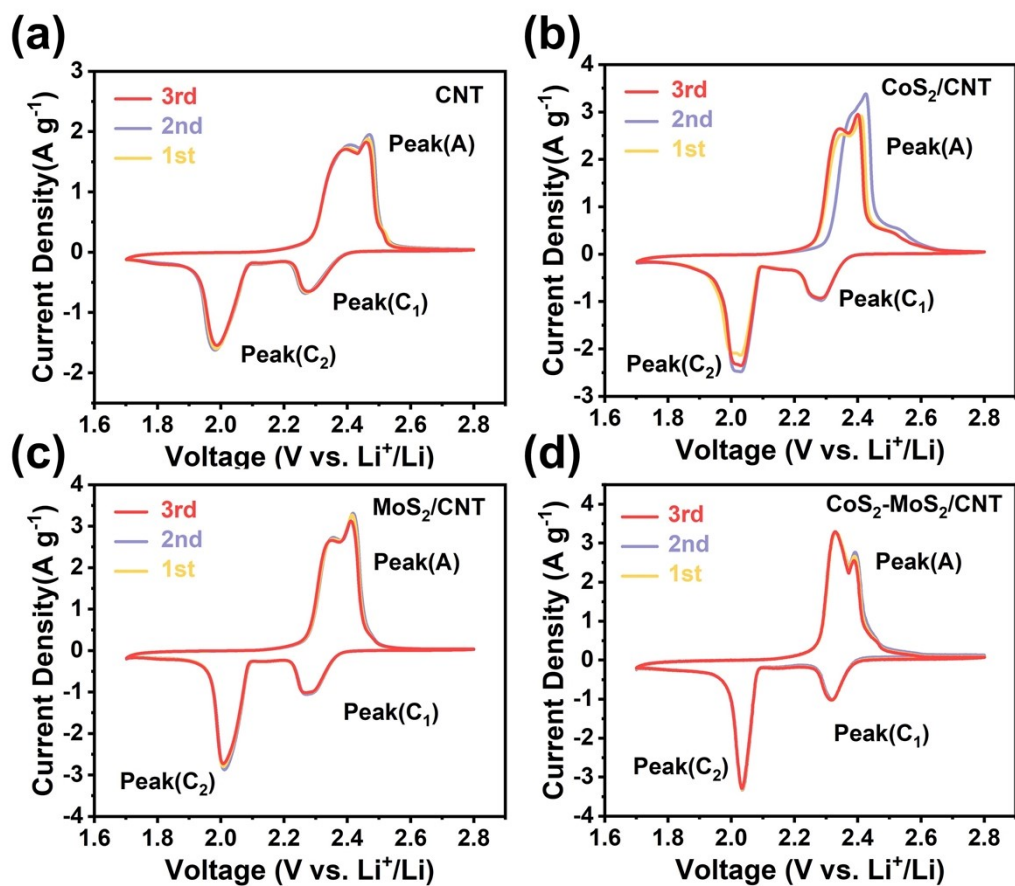 (a)
CNT
3rd
2nd
1st
Peak(A)
Peak(C₁)
Peak(C₂)
2
1
0
-1
-2
Current Density(A g⁻¹)
1.6 1.8 2.0 2.2 2.4 2.6 2.8
Voltage (V vs. Li⁺/Li)
(b)
CoS₂/CNT
3rd
2nd
1st
Peak(A)
Peak(C₁)
Peak(C₂)
4
3
2
1
0
-1
-2
-3
Current Density(A g⁻¹)
1.6 1.8 2.0 2.2 2.4 2.6 2.8
Voltage (V vs. Li⁺/Li)
(c)
MoS₂/CNT
3rd
2nd
1st
Peak(A)
Peak(C₁)
Peak(C₂)
4
3
2
1
0
-1
-2
-3
-4
Current Density(A g⁻¹)
1.6 1.8 2.0 2.2 2.4 2.6 2.8
Voltage (V vs. Li⁺/Li)
(d)
CoS₂-MoS₂/CNT
3rd
2nd
1st
Peak(A)
Peak(C₁)
Peak(C₂)
4
3
2
1
0
-1
-2
-3
-4
Current Density (A g⁻¹)
1.6 1.8 2.0 2.2 2.4 2.6 2.8
Voltage (V vs. Li⁺/Li)